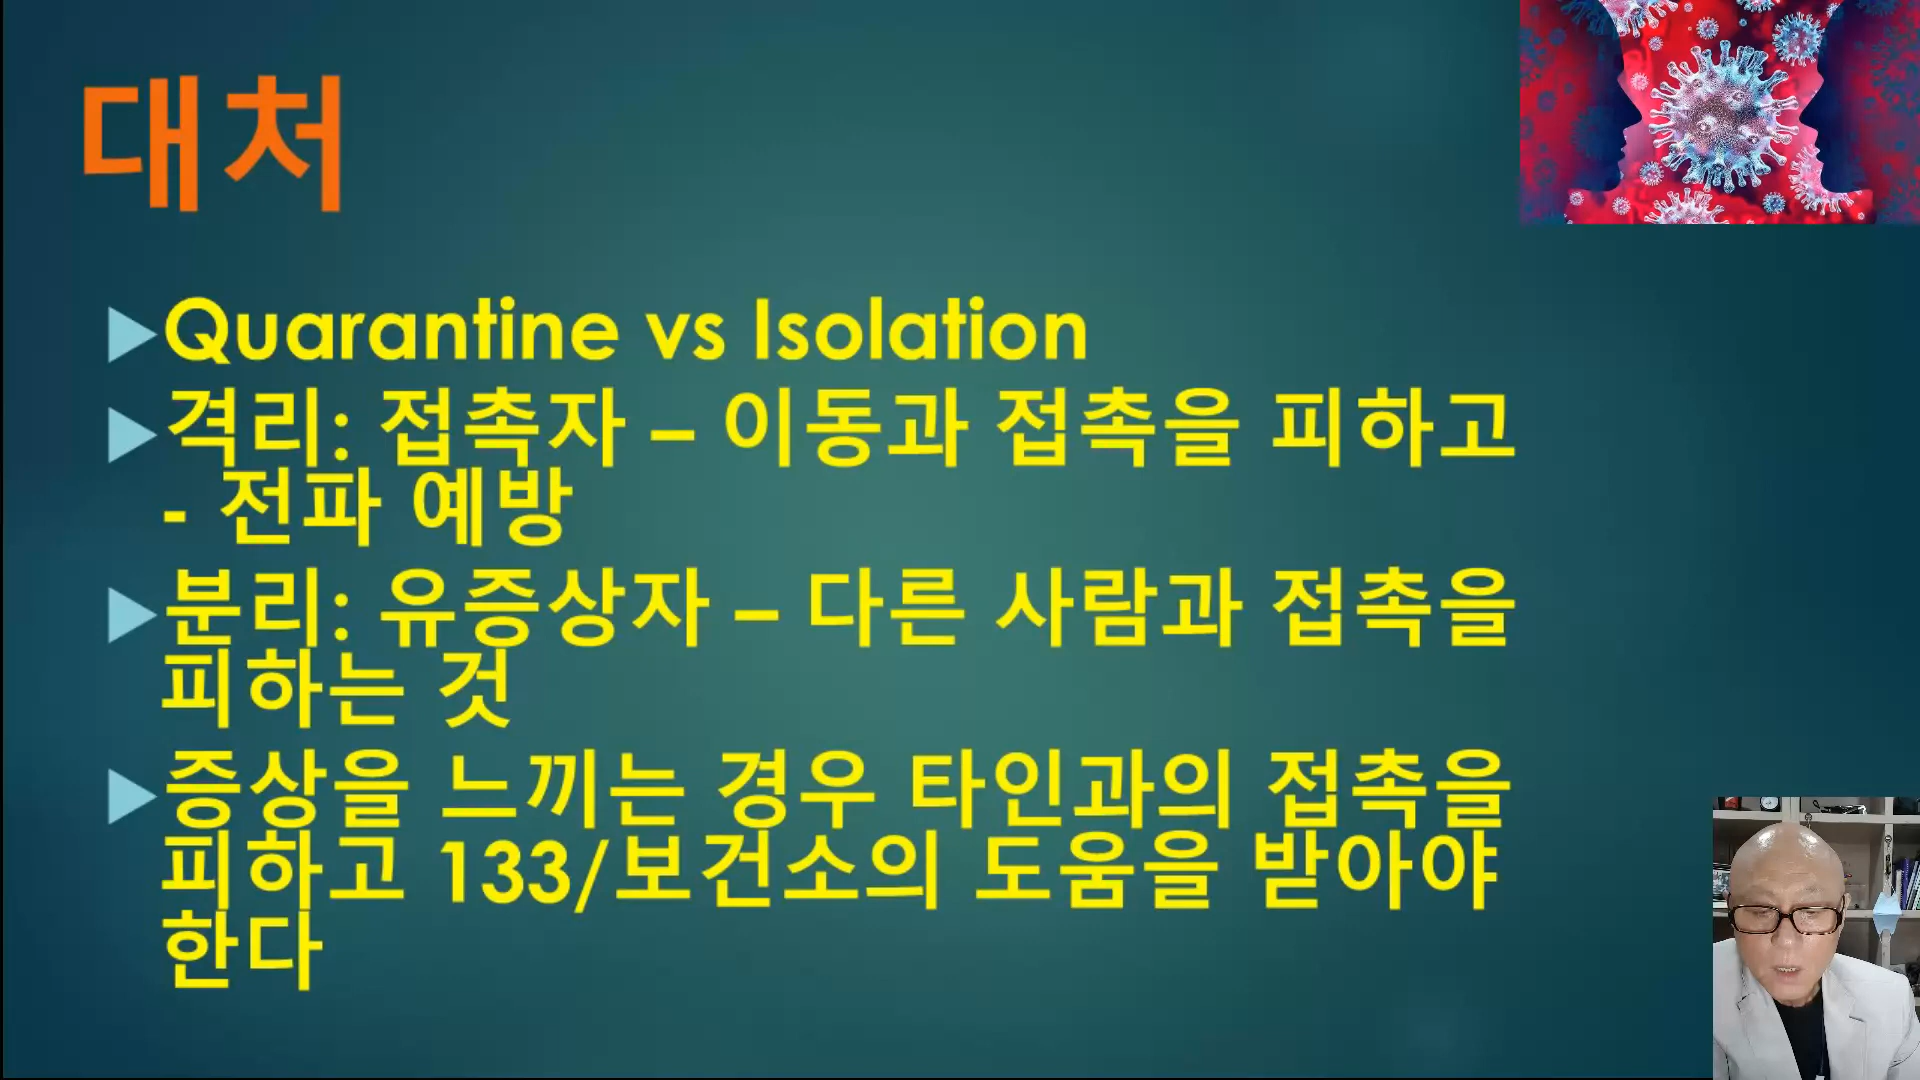 대처
Quarantine vs Isolation
격리: 접촉자 – 이동과 접촉을 피하고
- 전파 예방
분리: 유증상자 – 다른 사람과 접촉을
피하는 것
증상을 느끼는 경우 타인과의 접촉을
피하고 133/보건소의 도움을 받아야
한다